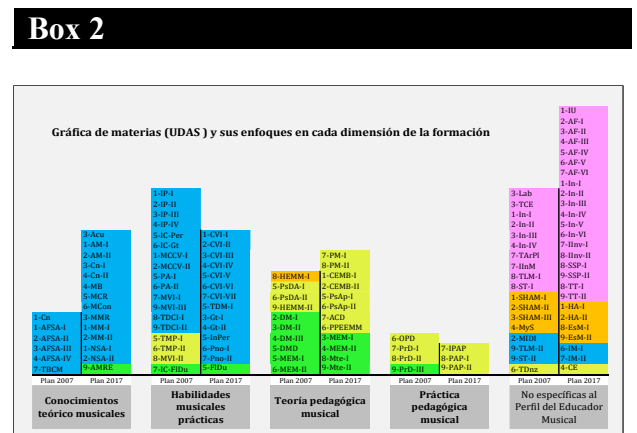 Box 2
Gráfica de materias (UDAS ) y sus enfoques en cada dimensión de la formación
1-Cn
1-AFSA-I
2-AFSA-II
3-AFSA-III
4-AFSA-IV
7-TBCM
Plan 2007
3-Acu
1-AM-I
2-AM-II
3-Cn-I
4-Cn-II
4-MB
5-MCR
6-MCon
3-MMR
1-MM-I
2-MM-II
1-NSA-I
2-NSA-II
9-AMRE
Plan 2017
Conocimientos
teórico musicales
1-IP-I
2-IP-II
3-IP-III
4-IP-IV
5-IC-Per
6-IC-Gt
1-MCCV-I
2-MCCV-II
5-PA-I
6-PA-II
7-MVI-I
9-MVI-III
8-TDCI-I
9-TDCI-II
5-TMP-I
6-TMP-II
8-MVI-II
7-IC-FlDu
Plan 2007
1-CVI-I
2-CVI-II
3-CVI-III
4-CVI-IV
5-CVI-V
6-CVI-VI
7-CVI-VII
5-TDM-I
3-Gt-I
4-Gt-II
5-InPer
6-Pno-I
7-Pno-II
5-FlDu
Plan 2017
Habilidades
musicales
prácticas
8-HEMM-I
5-PsDA-I
6-PsDA-II
9-HEMM-II
2-DM-I
3-DM-II
4-DM-III
5-DMD
5-MEM-I
6-MEM-II
Plan 2007
7-PM-I
8-PM-II
1-CEMB-I
2-CEMB-II
5-PsAp-I
6-PsAp-II
7-ACD
6-PPEEMM
3-MEM-I
4-MEM-II
8-Mte-I
9-Mte-II
Plan 2017
Teoría pedagógica
musical
6-OPD
7-PrD-I
8-PrD-II
9-PrD-III
Plan 2007
7-IPAP
8-PAP-I
9-PAP-II
Plan 2017
Práctica
pedagógica
musical
3-Lab
3-TCE
1-In-I
2-In-II
3-In-III
4-In-IV
7-TArPI
7-IInM
8-TLM-I
8-ST-I
1-SHAM-I
2-SHAM-II
3-SHAM-III
4-MyS
2-MIDI
9-TLM-II
9-ST-II
6-TDnz
Plan 2007
1-IU
2-AF-I
3-AF-II
4-AF-III
5-AF-IV
6-AF-V
7-AF-VI
1-In-I
2-In-II
3-In-III
4-In-IV
5-In-V
6-In-VI
7-IInv-I
8-IInv-II
8-SSP-I
9-SSP-II
8-TT-I
9-TT-II
1-HA-I
2-HA-II
8-EsM-I
9-EsM-II
6-IM-I
7-IM-II
4-CE
Plan 2017
No específicas al
Perfil del Educador
Musical